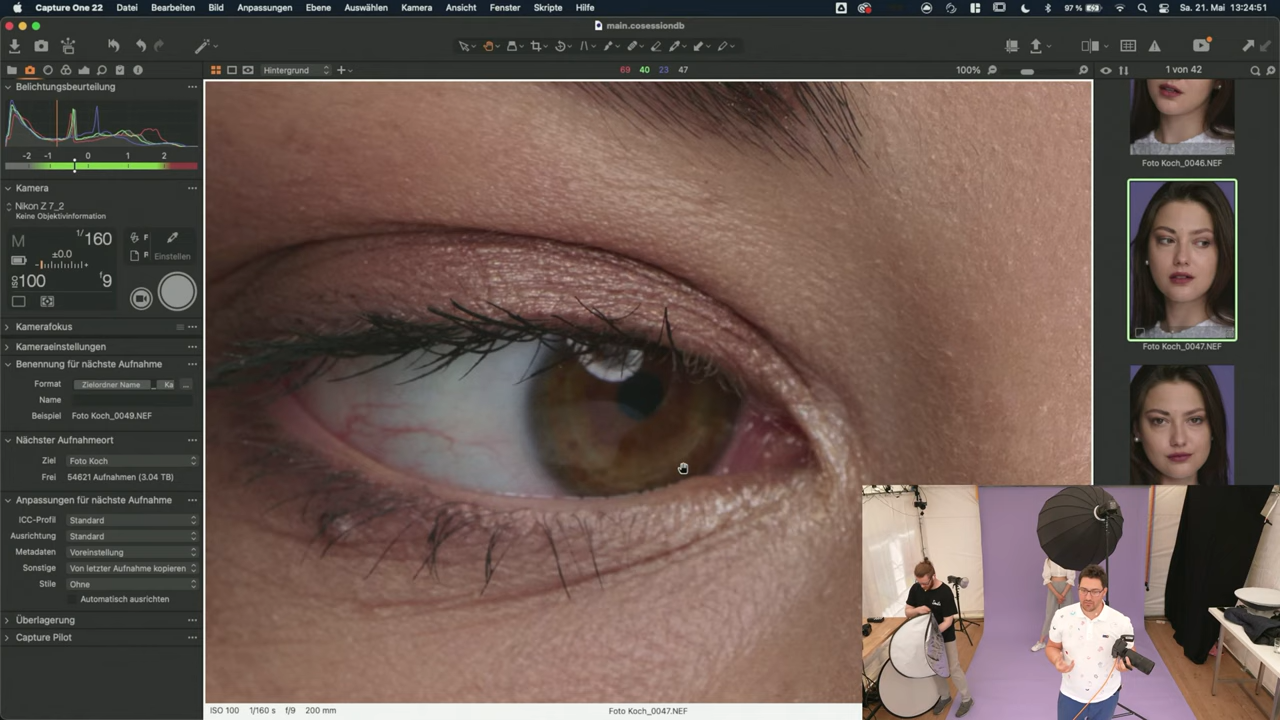 Capture One 22 Datei Bearbeiten Bild Anpassungen Ebene Auswählen Kamera Ansicht Fenster Skripte Hilfe 97 % Sa. 21. Mai 13:24:51
main.cosessiondb
Hintergrund
69 40 23 47
100%
1 von 42
Belichtungsbeurteilung
-2 -1 0 1 2
Kamera
Nikon Z 7_2
Keine Objektivinformation
M 1/160
±0.0
ISO 100 f9
F
F
Einstellen
Kamerafokus
Kameraeinstellungen
Benennung für nächste Aufnahme
Format Zielordner Name _ Ka ...
Name
Beispiel Foto Koch_0049.NEF
Nächster Aufnahmeort
Ziel Foto Koch
Frei 54621 Aufnahmen (3.04 TB)
Anpassungen für nächste Aufnahme
ICC-Profil Standard
Ausrichtung Standard
Metadaten Voreinstellung
Sonstige Von letzter Aufnahme kopieren
Stile Ohne
Automatisch ausrichten
Überlagerung
Capture Pilot
Foto Koch_0046.NEF
Foto Koch_0047.NEF
ISO 100 1/160 s f/9 200 mm
Foto Koch_0047.NEF